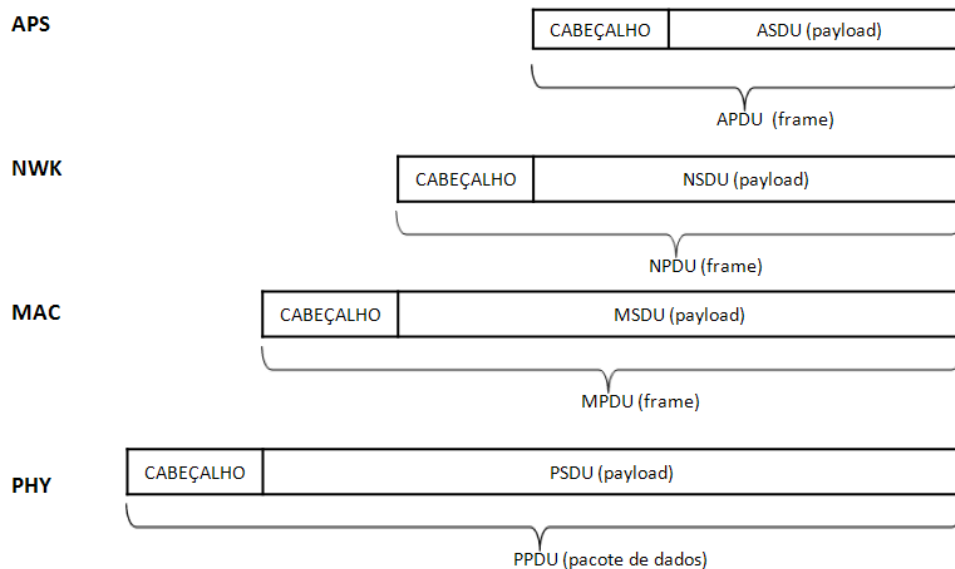 APS
CABEÇALHO ASDU (payload)
APDU (frame)
NWK
CABEÇALHO NSDU (payload)
NPDU (frame)
MAC
CABEÇALHO MSDU (payload)
MPDU (frame)
PHY
CABEÇALHO PSDU (payload)
PPDU (pacote de dados)